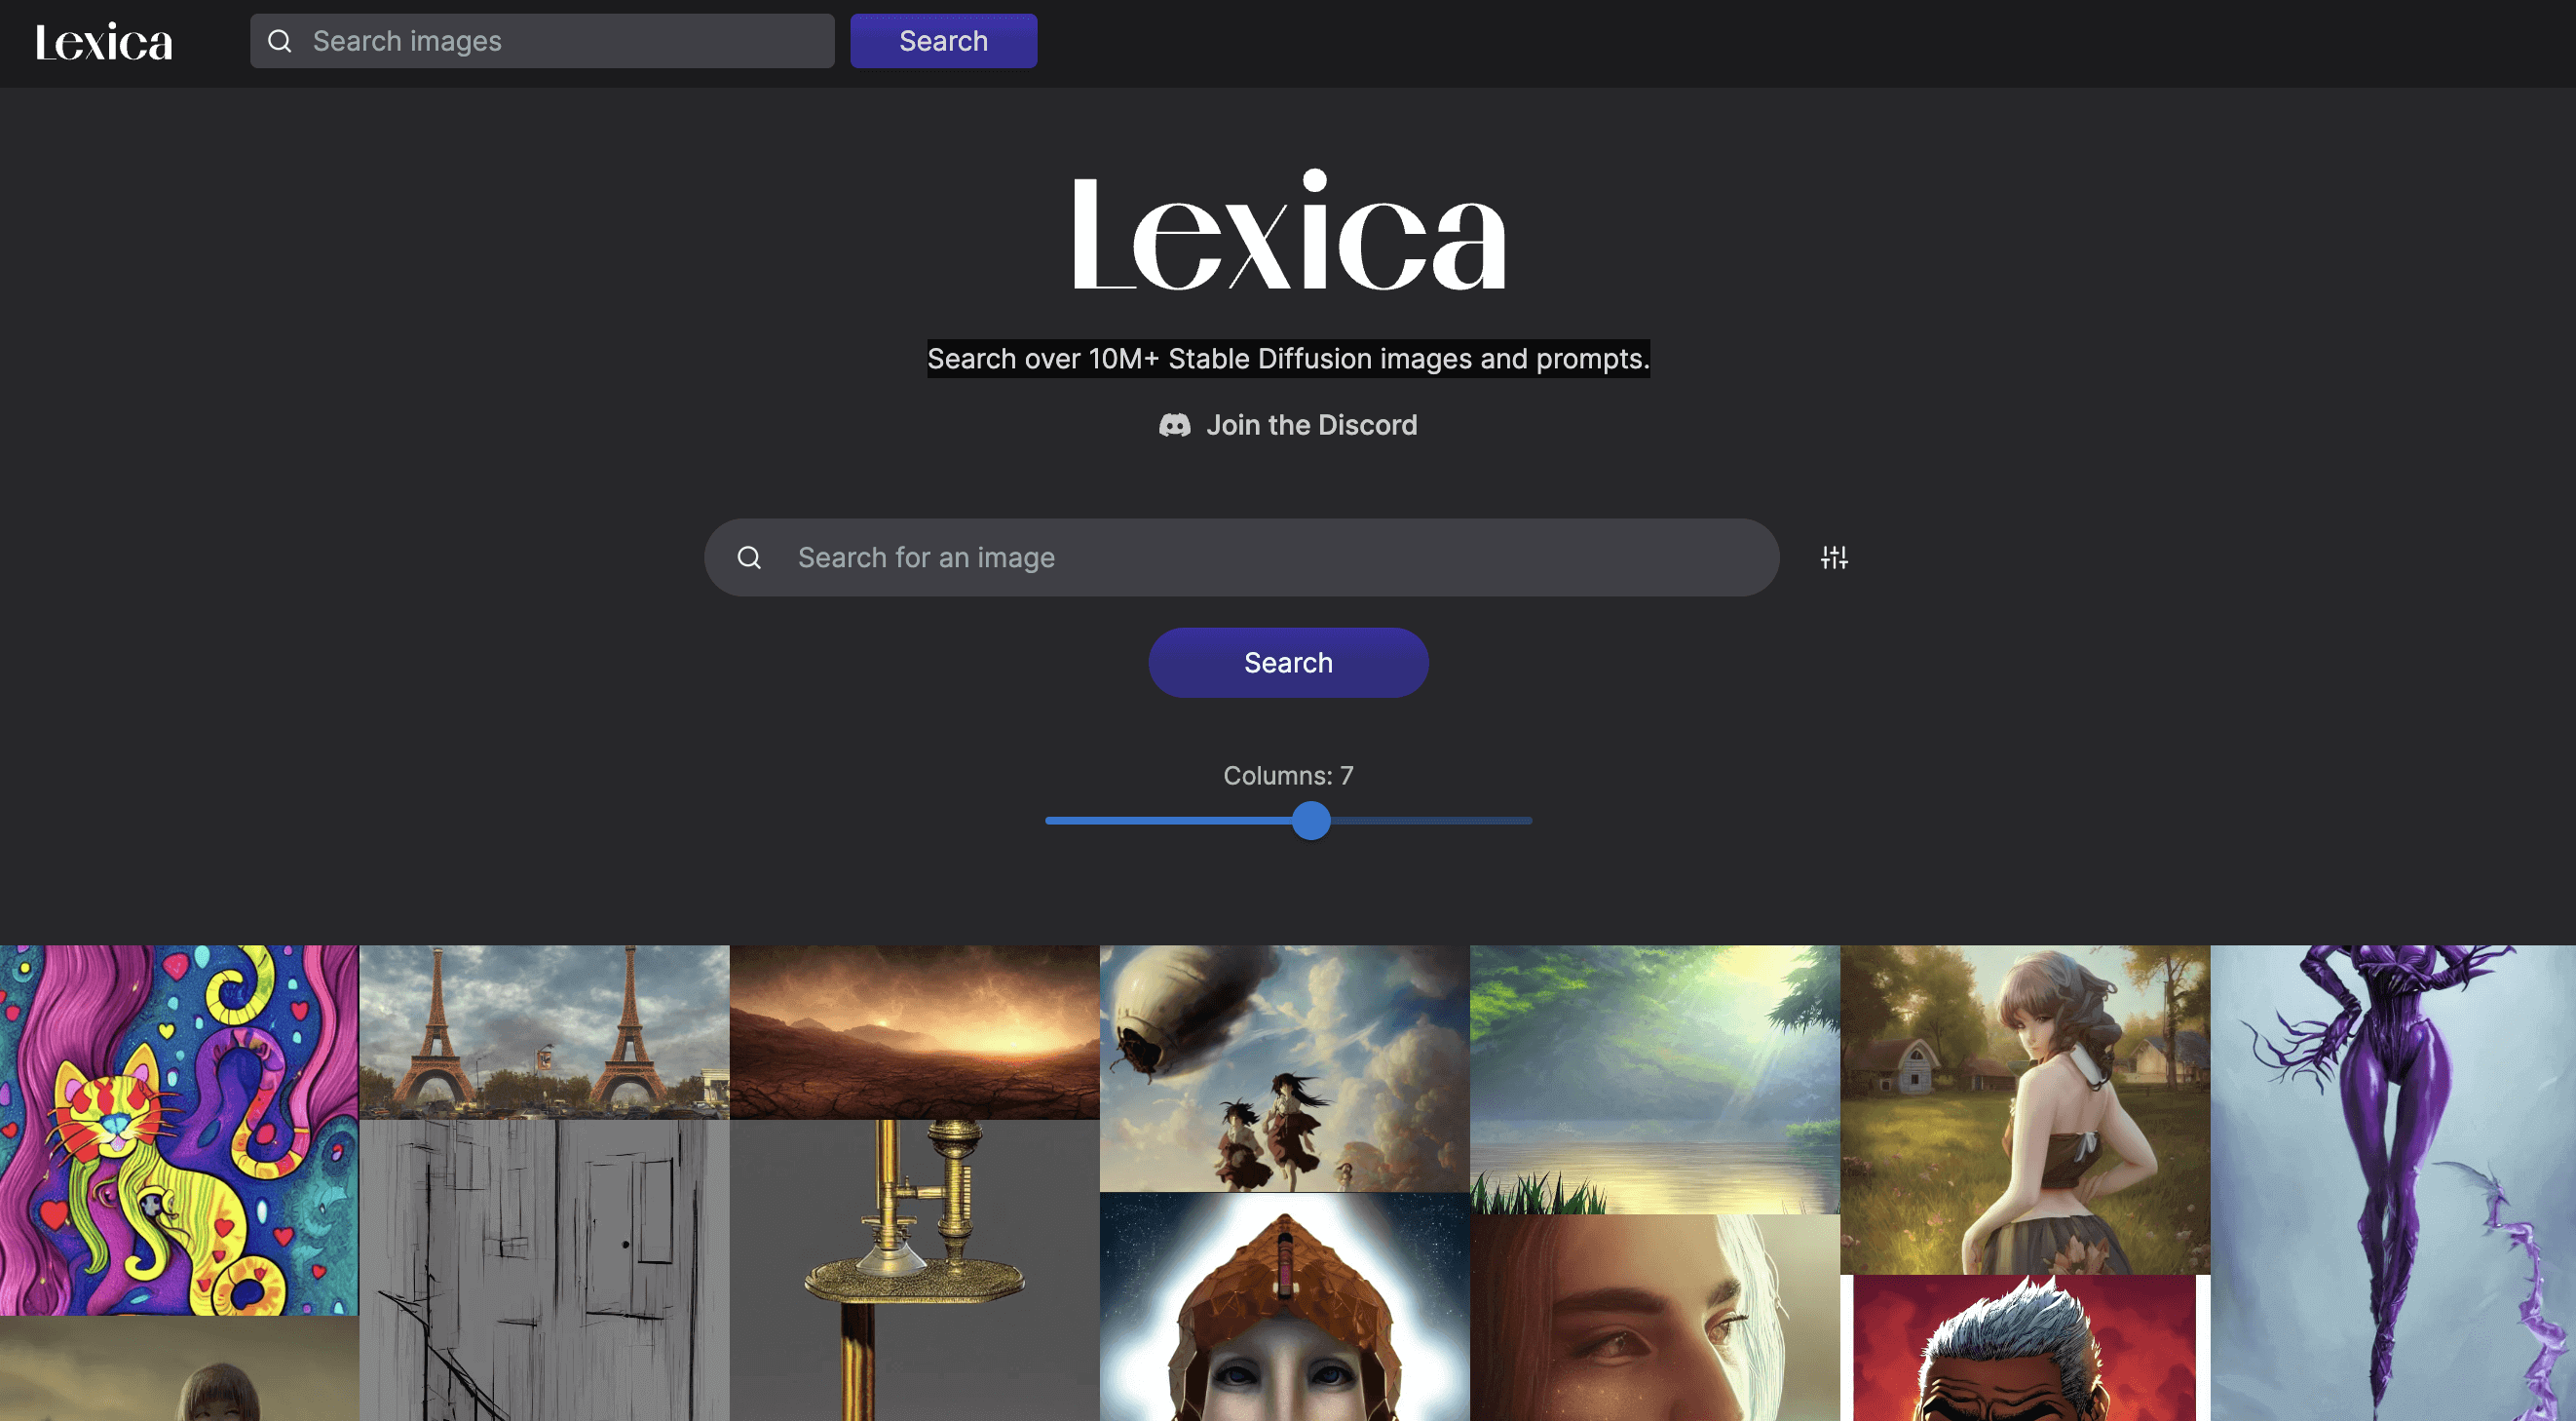 Lexica
Search images
Search
Lexica
Search over 10M+ Stable Diffusion images and prompts.
Join the Discord
Search for an image
Search
Columns: 7